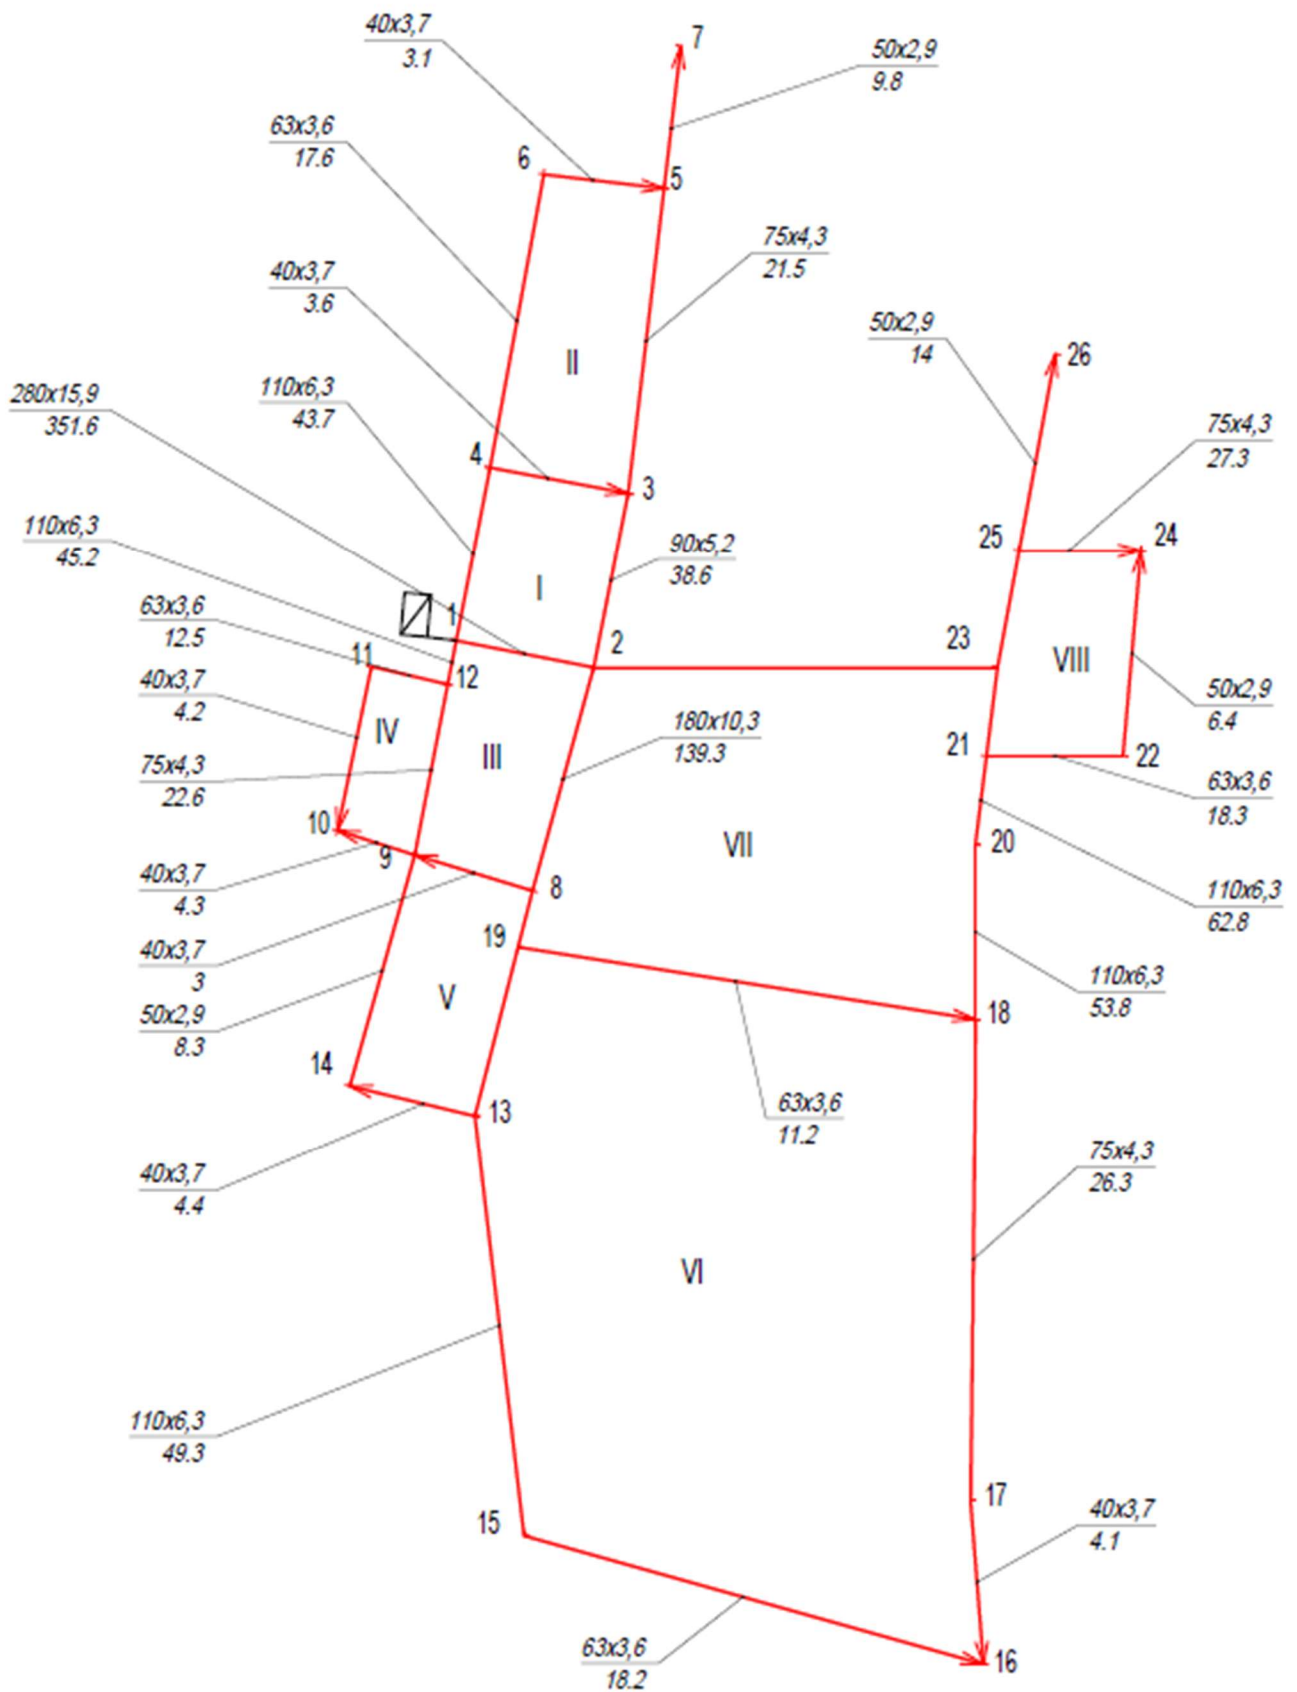 40x3,7
3.1
7
50x2,9
9.8
63x3,6
17.6
6
5
75x4,3
21.5
40x3,7
3.6
50x2,9
14
26
II
280x15,9
351.6
110x6,3
43.7
75x4,3
27.3
4
3
110x6,3
45.2
90x5,2
38.6
25
24
I
63x3,6
12.5
1
2
23
VIII
11
12
40x3,7
4.2
50x2,9
6.4
IV
III
180x10,3
139.3
21
22
75x4,3
22.6
63x3,6
18.3
10
9
VII
20
40x3,7
4.3
8
110x6,3
62.8
19
40x3,7
3
V
110x6,3
53.8
18
50x2,9
8.3
14
13
63x3,6
11.2
40x3,7
4.4
75x4,3
26.3
VI
110x6,3
49.3
15
17
40x3,7
4.1
63x3,6
18.2
16